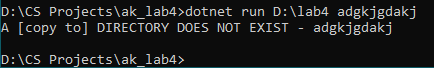 D:\CS Projects\ak_lab4>dotnet run D:\lab4 adgkjgdakj
A [copy to] DIRECTORY DOES NOT EXIST - adgkjgdakj
D:\CS Projects\ak_lab4>